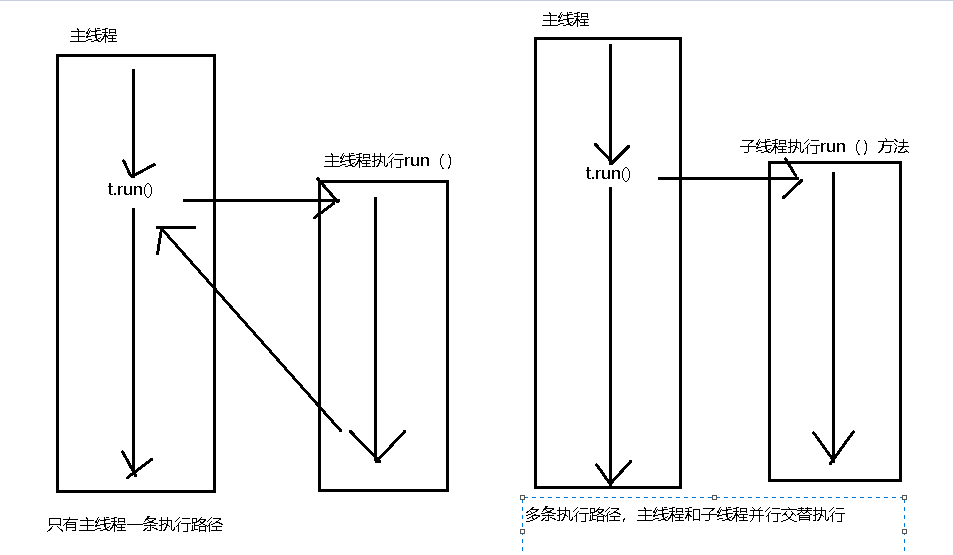 主线程
主线程执行run（）
t.run()
只有主线程一条执行路径
主线程
子线程执行run（）方法
t.run()
多条执行路径，主线程和子线程并行交替执行